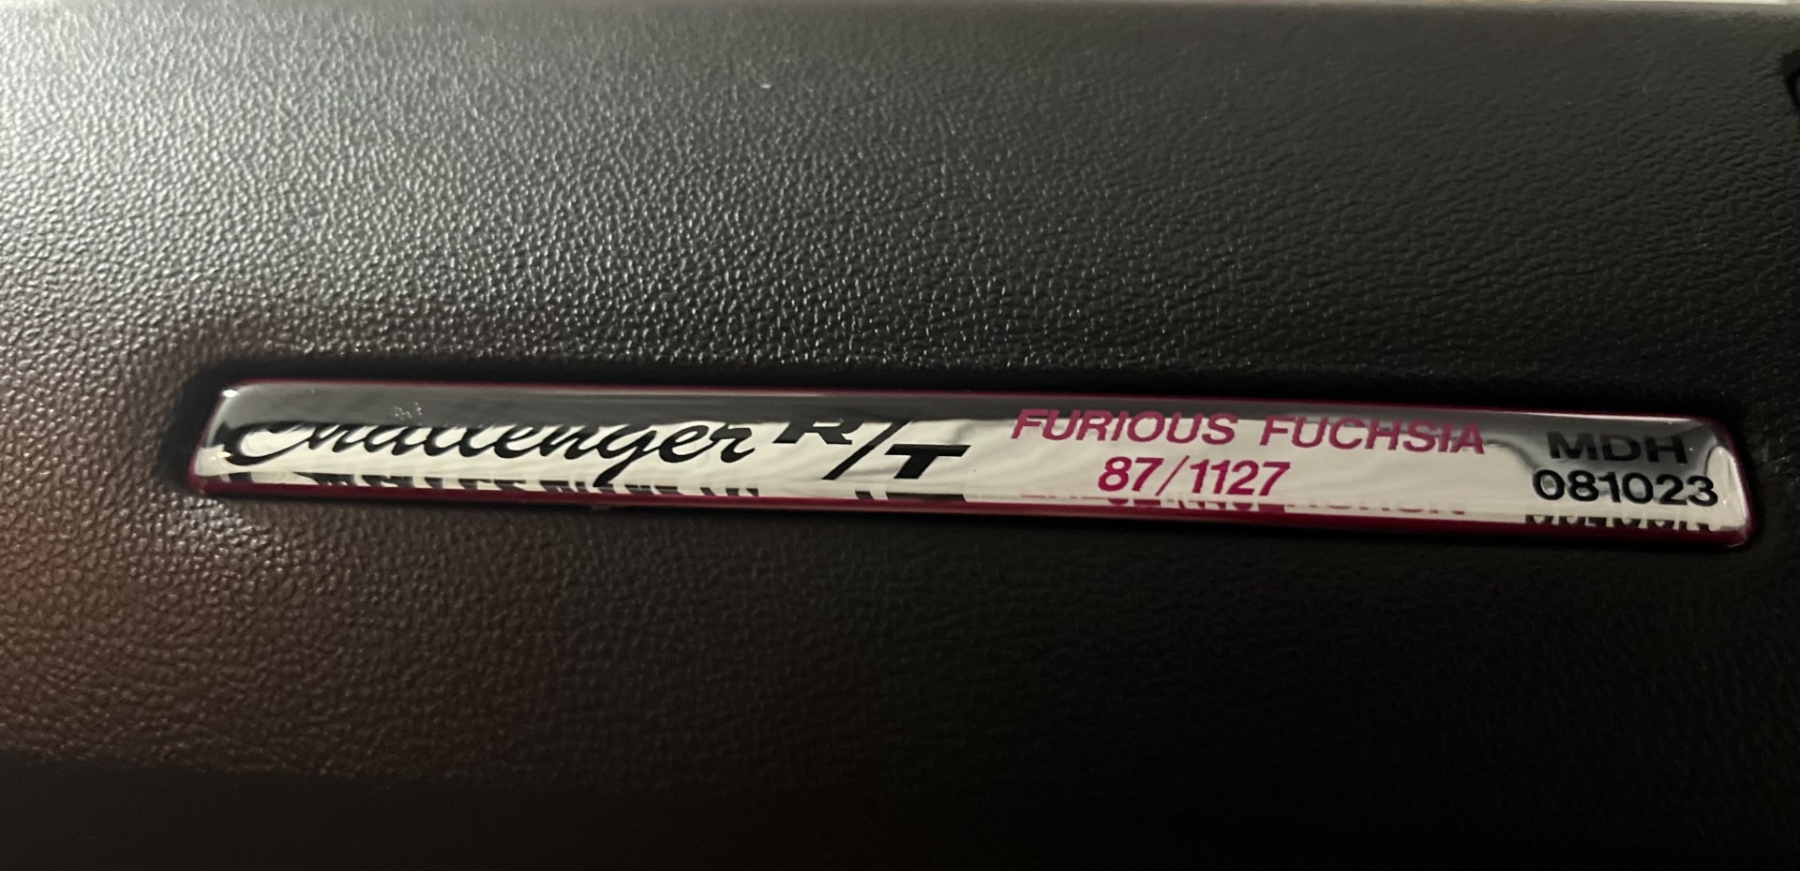 Challenger R/T
FURIOUS FUCHSIA
87/1127
MDH
081023